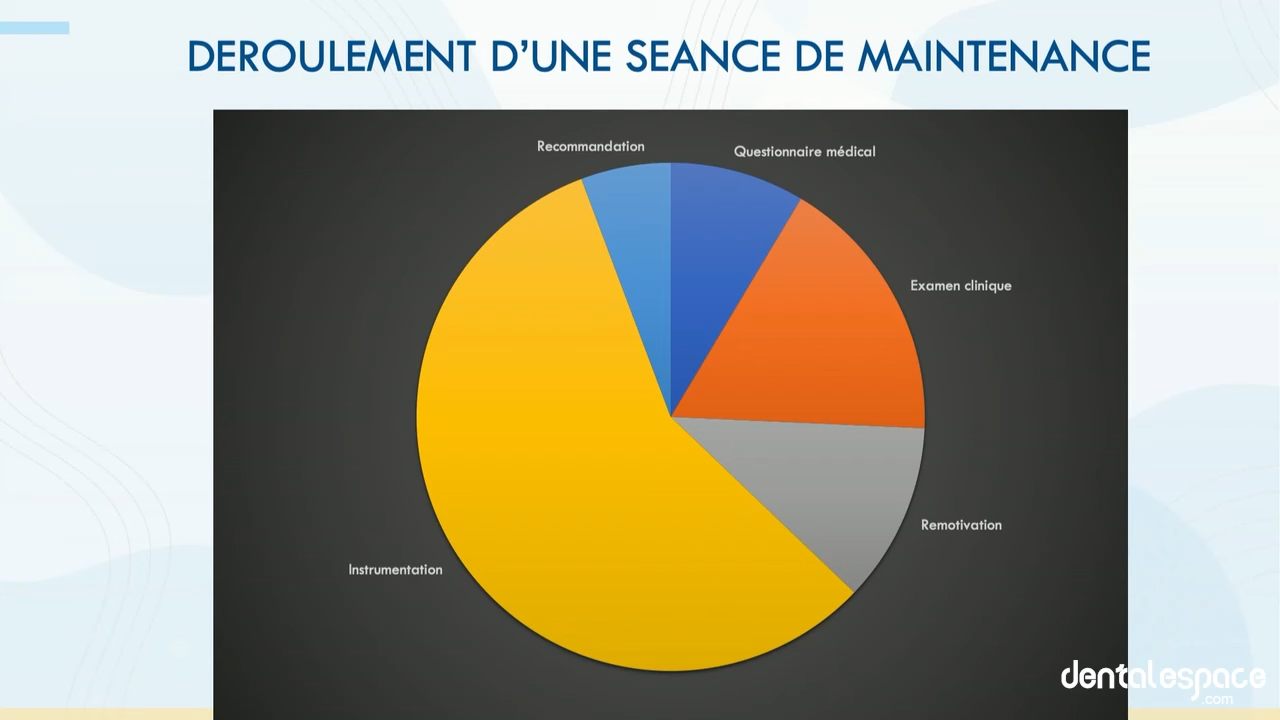 DEROULEMENT D'UNE SEANCE DE MAINTENANCE
Recommandation
Questionnaire médical
Examen clinique
Remotivation
Instrumentation
dentalespace
.com